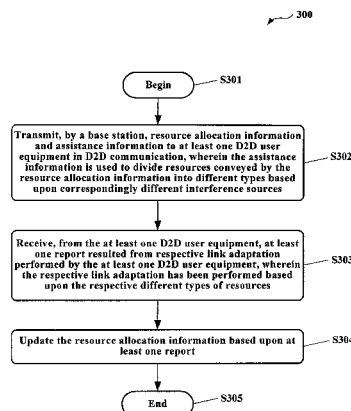 300
Begin
S301
Transmit, by a base station, resource allocation information
and assistance information to at least one D2D user
equipment in D2D communication, wherein the assistance
information is used to divide resources conveyed by the
resource allocation information into different types based
upon correspondingly different interference sources
S302
Receive, from the at least one D2D user equipment, at least
one report resulted from respective link adaptation
performed by the at least one D2D user equipment, wherein
the respective link adaptation has been performed based
upon the respective different types of resources
S303
Update the resource allocation information based upon at
least one report
S304
End
S305